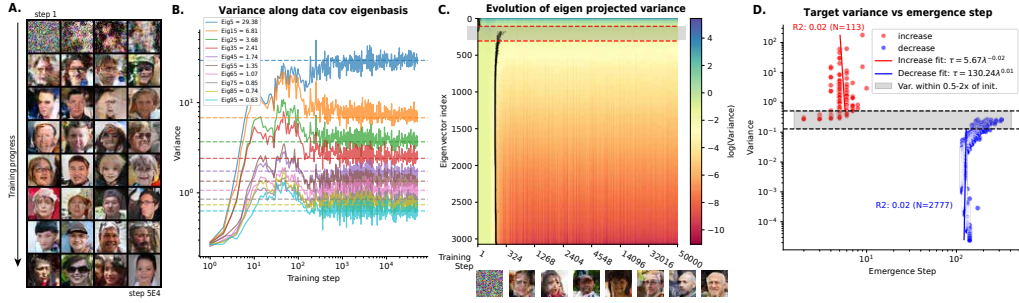 A.
step 1
Training progress
step 5E4
B.
Variance along data cov eigenbasis
Eig5 = 29.38
Eig15 = 6.81
Eig25 = 3.68
Eig35 = 2.41
Eig45 = 1.74
Eig55 = 1.35
Eig65 = 1.07
Eig75 = 0.85
Eig85 = 0.74
Eig95 = 0.63
Variance
10^1
10^0
10^0 10^1 10^2 10^3 10^4
Training step
C.
Evolution of eigen projected variance
Eigenvector index
0
500
1000
1500
2000
2500
3000
Training
Step
1 324 1268 2404 4548 14096 32016 50000
4
2
0
−2
−4
−6
−8
−10
log(Variance)
D.
Target variance vs emergence step
R2: 0.02 (N=113)
increase
decrease
Increase fit: τ = 5.67λ^−0.02
Decrease fit: τ = 130.24λ^0.01
Var. within 0.5-2x of init.
R2: 0.02 (N=2777)
Variance
10^2
10^1
10^0
10^−1
10^−2
10^−3
10^−4
10^1 10^2
Emergence Step